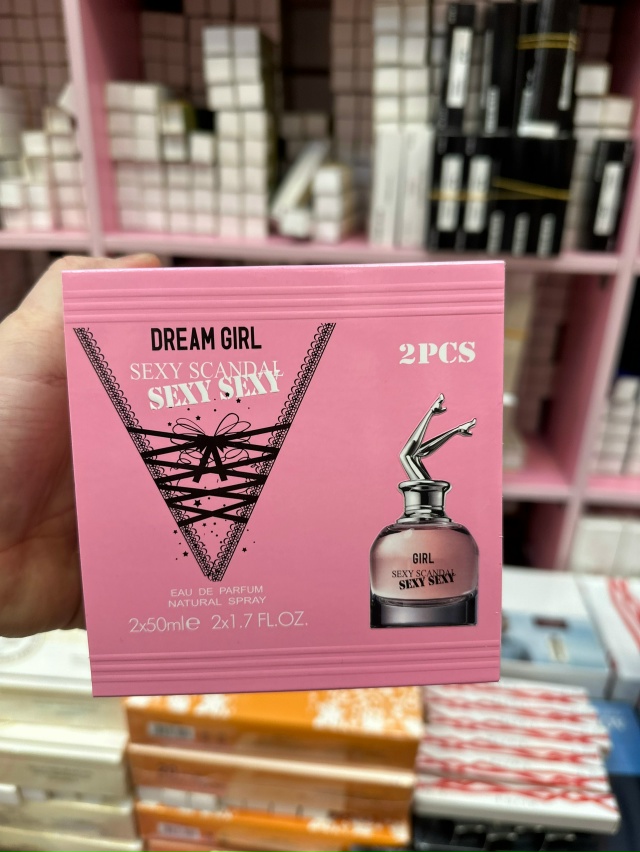 DREAM GIRL
SEXY SCANDAL
SEXY SEXY
2PCS
GIRL
SEXY SCANDAL
SEXY SEXY
EAU DE PARFUM
NATURAL SPRAY
2x50ml℮ 2x1.7 FL.OZ.